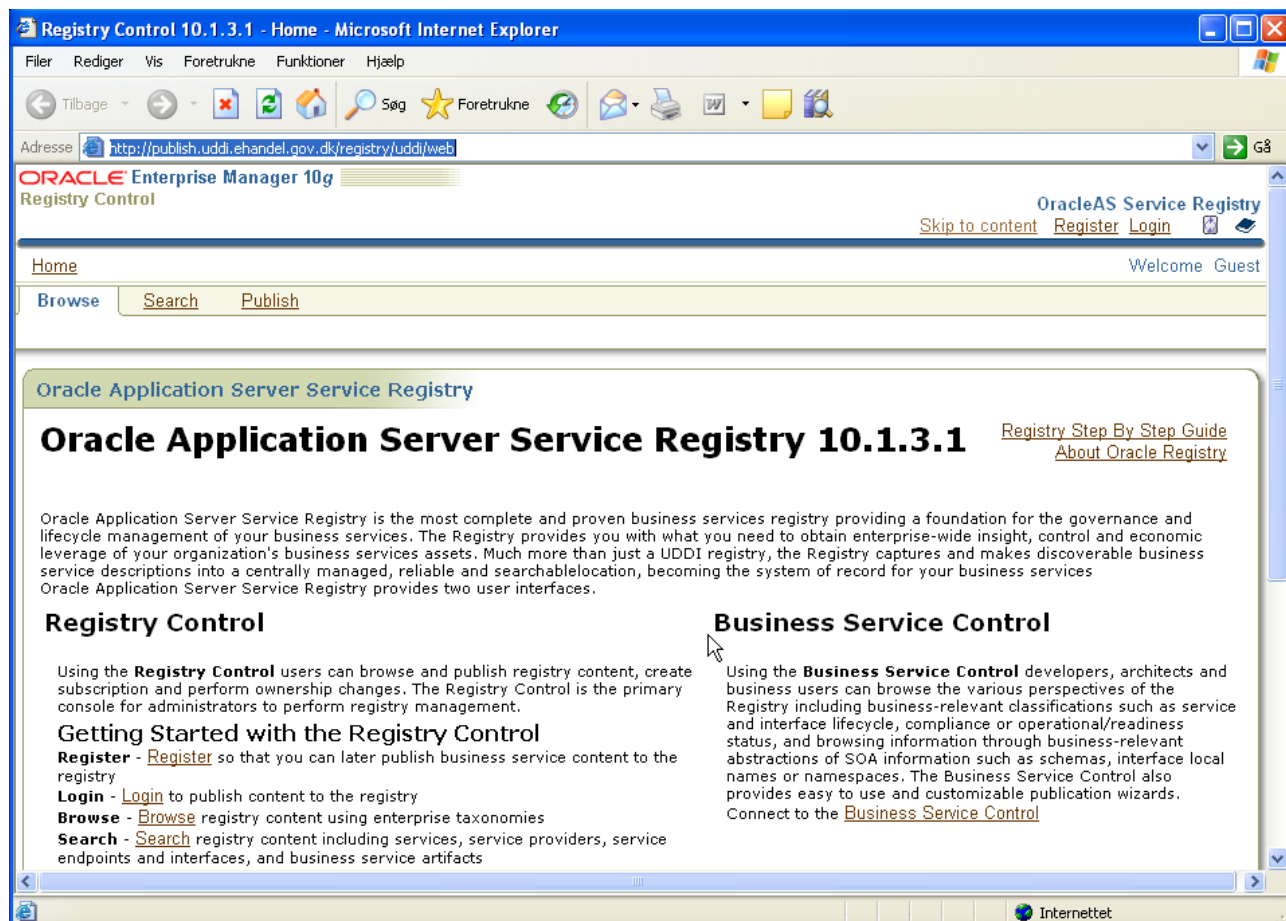 Registry Control 10.1.3.1 - Home - Microsoft Internet Explorer
Filer Rediger Vis Foretrukne Funktioner Hjælp
Tilbage Søg Foretrukne
Adresse http://publish.uddi.ehandel.gov.dk/registry/uddi/web Gå
ORACLE Enterprise Manager 10g
Registry Control
OracleAS Service Registry
Skip to content Register Login
Home Welcome Guest
Browse Search Publish
Oracle Application Server Service Registry
Oracle Application Server Service Registry 10.1.3.1
Registry Step By Step Guide
About Oracle Registry
Oracle Application Server Service Registry is the most complete and proven business services registry providing a foundation for the governance and
lifecycle management of your business services. The Registry provides you with what you need to obtain enterprise-wide insight, control and economic
leverage of your organization's business services assets. Much more than just a UDDI registry, the Registry captures and makes discoverable business
service descriptions into a centrally managed, reliable and searchablelocation, becoming the system of record for your business services
Oracle Application Server Service Registry provides two user interfaces.
Registry Control
Using the Registry Control users can browse and publish registry content, create
subscription and perform ownership changes. The Registry Control is the primary
console for administrators to perform registry management.
Getting Started with the Registry Control
Register - Register so that you can later publish business service content to the
registry
Login - Login to publish content to the registry
Browse - Browse registry content using enterprise taxonomies
Search - Search registry content including services, service providers, service
endpoints and interfaces, and business service artifacts
Business Service Control
Using the Business Service Control developers, architects and
business users can browse the various perspectives of the
Registry including business-relevant classifications such as service
and interface lifecycle, compliance or operational/readiness
status, and browsing information through business-relevant
abstractions of SOA information such as schemas, interface local
names or namespaces. The Business Service Control also
provides easy to use and customizable publication wizards.
Connect to the Business Service Control
Internettet